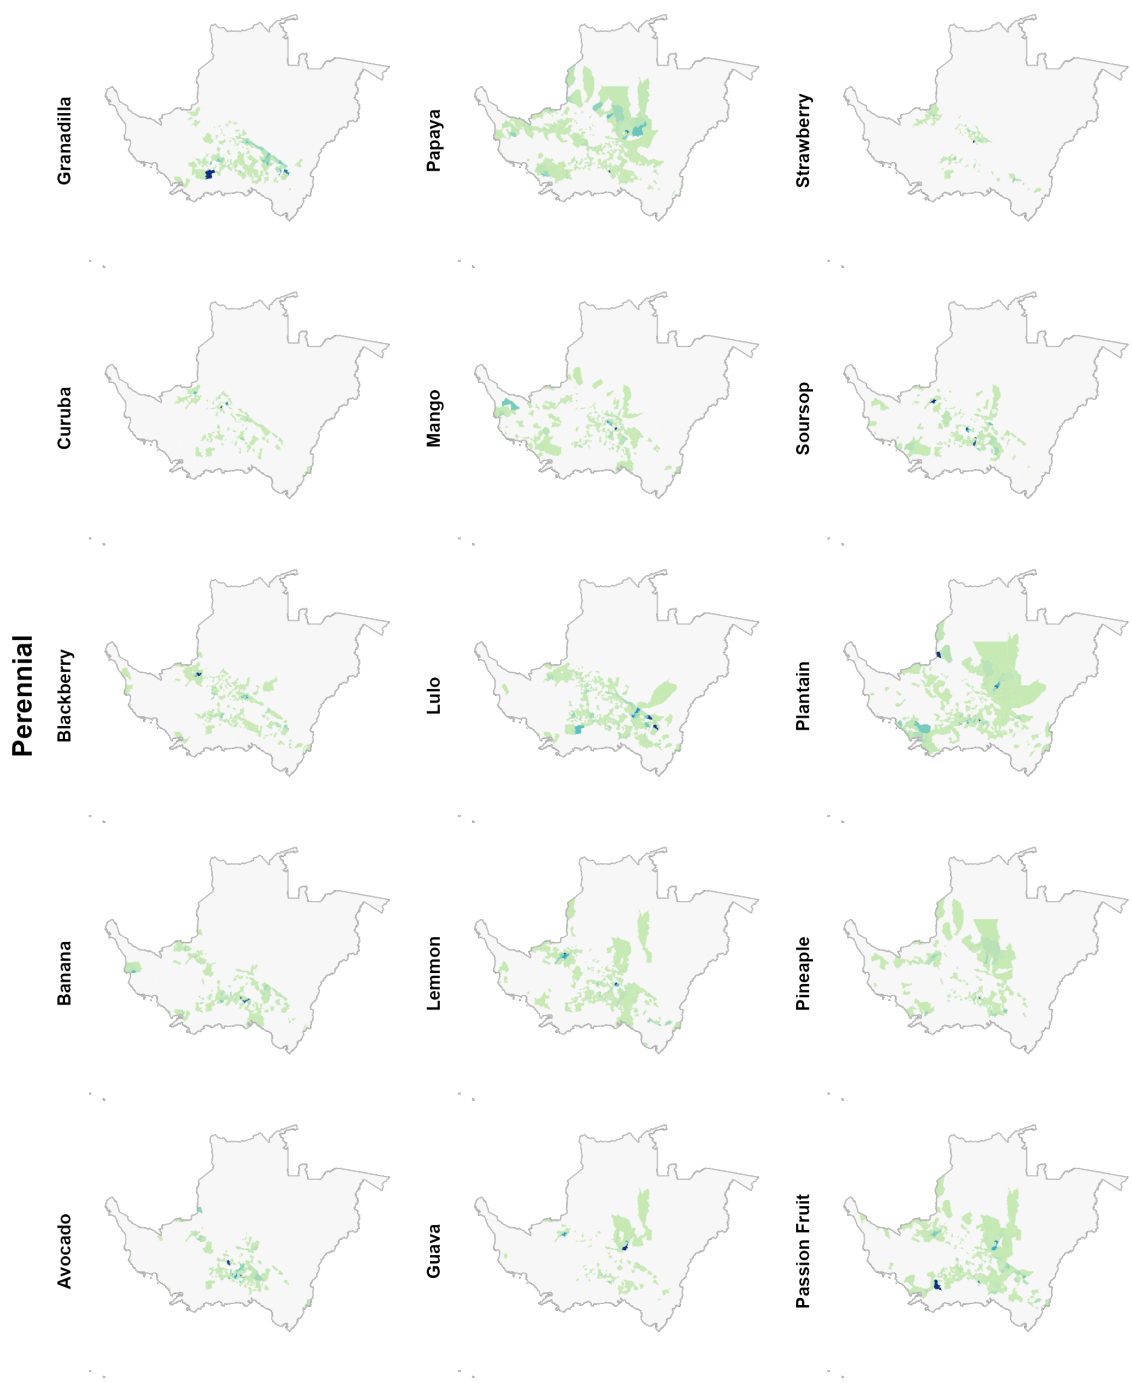 Perennial
Avocado
Banana
Blackberry
Curuba
Granadilla
Guava
Lemmon
Lulo
Mango
Papaya
Passion Fruit
Pineaple
Plantain
Soursop
Strawberry